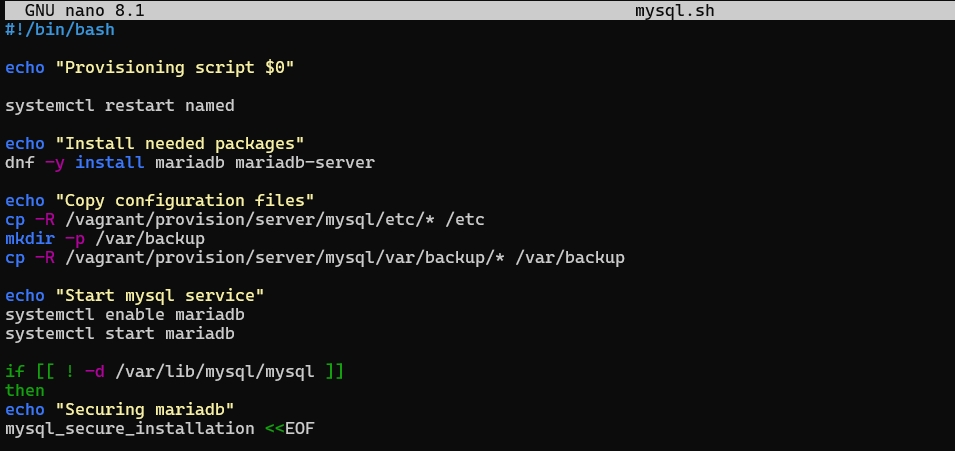 GNU nano 8.1 mysql.sh
#!/bin/bash
echo "Provisioning script $0"
systemctl restart named
echo "Install needed packages"
dnf -y install mariadb mariadb-server
echo "Copy configuration files"
cp -R /vagrant/provision/server/mysql/etc/* /etc
mkdir -p /var/backup
cp -R /vagrant/provision/server/mysql/var/backup/* /var/backup
echo "Start mysql service"
systemctl enable mariadb
systemctl start mariadb
if [[ ! -d /var/lib/mysql/mysql ]]
then
echo "Securing mariadb"
mysql_secure_installation <<EOF